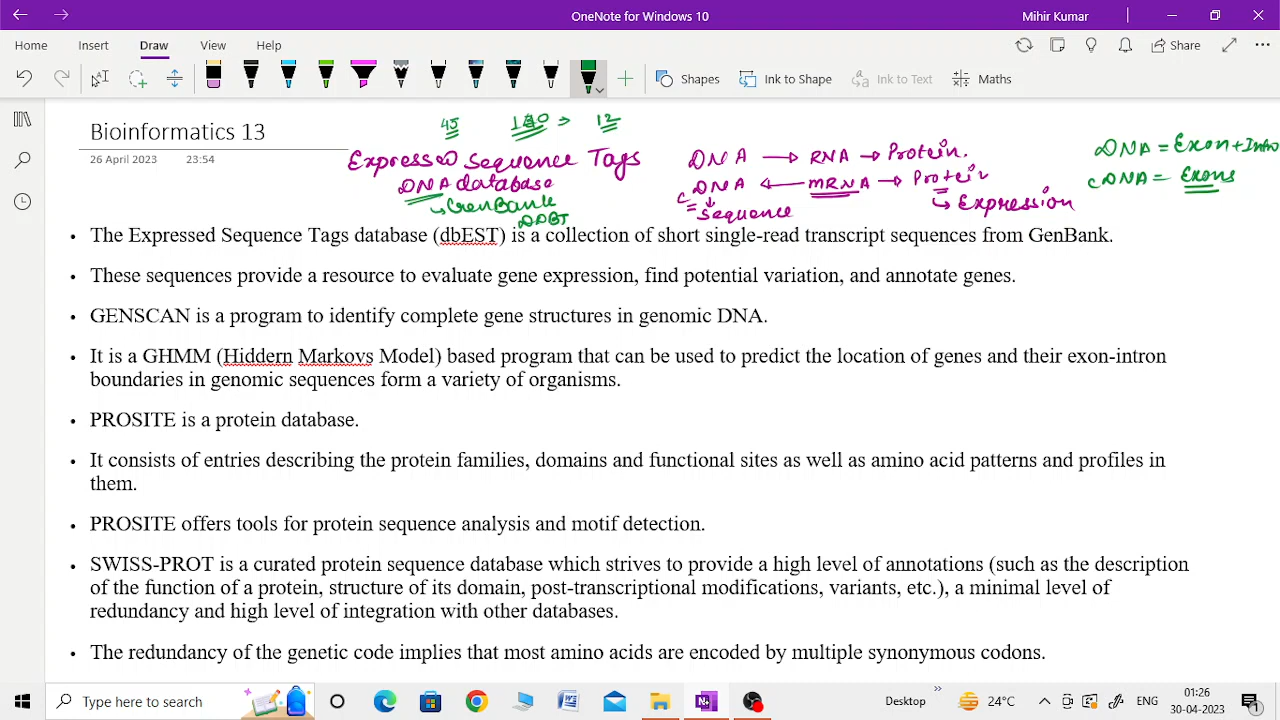 OneNote for Windows 10
Mihir Kumar
Home Insert Draw View Help
Share
Shapes Ink to Shape Ink to Text Maths
Bioinformatics 13
26 April 2023 23:54
45 12
Expressed Sequence Tags
DNA database
GenBank
DNA → RNA → Protein.
cDNA ← mRNA → Protein
↓ Sequence
↳ Expression
DNA = Exon + Intro
cDNA = Exons
• The Expressed Sequence Tags database (dbEST) is a collection of short single-read transcript sequences from GenBank.
• These sequences provide a resource to evaluate gene expression, find potential variation, and annotate genes.
• GENSCAN is a program to identify complete gene structures in genomic DNA.
• It is a GHMM (Hiddern Markovs Model) based program that can be used to predict the location of genes and their exon-intron
boundaries in genomic sequences form a variety of organisms.
• PROSITE is a protein database.
• It consists of entries describing the protein families, domains and functional sites as well as amino acid patterns and profiles in
them.
• PROSITE offers tools for protein sequence analysis and motif detection.
• SWISS-PROT is a curated protein sequence database which strives to provide a high level of annotations (such as the description
of the function of a protein, structure of its domain, post-transcriptional modifications, variants, etc.), a minimal level of
redundancy and high level of integration with other databases.
• The redundancy of the genetic code implies that most amino acids are encoded by multiple synonymous codons.
Type here to search
Desktop » 24°C ENG
01:26
30-04-2023
1